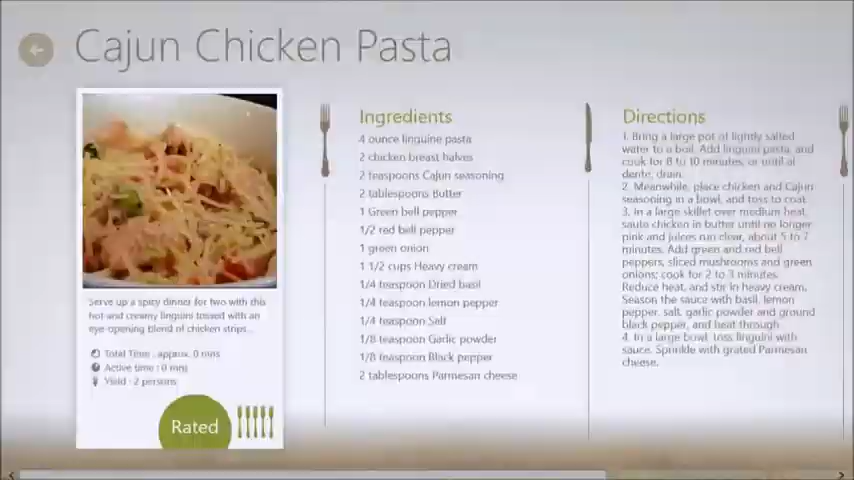 Cajun Chicken Pasta
Serve up a spicy dinner for two with this
hot and creamy linguini tossed with an
eye-opening blend of chicken strips...
Total Time : approx. 0 mins
Active time : 0 mins
Yield : 2 persons
Rated
Ingredients
4 ounce linguine pasta
2 chicken breast halves
2 teaspoons Cajun seasoning
2 tablespoons Butter
1 Green bell pepper
1/2 red bell pepper
1 green onion
1 1/2 cups Heavy cream
1/4 teaspoon Dried basil
1/4 teaspoon lemon pepper
1/4 teaspoon Salt
1/8 teaspoon Garlic powder
1/8 teaspoon Black pepper
2 tablespoons Parmesan cheese
Directions
1. Bring a large pot of lightly salted
water to a boil. Add linguini pasta, and
cook for 8 to 10 minutes, or until al
dente, drain.
2. Meanwhile, place chicken and Cajun
seasoning in a bowl, and toss to coat.
3. In a large skillet over medium heat,
saute chicken in butter until no longer
pink and juices run clear, about 5 to 7
minutes. Add green and red bell
peppers, sliced mushrooms and green
onions; cook for 2 to 3 minutes.
Reduce heat, and stir in heavy cream.
Season the sauce with basil, lemon
pepper, salt, garlic powder and ground
black pepper, and heat through.
4. In a large bowl, toss linguini with
sauce. Sprinkle with grated Parmesan
cheese.